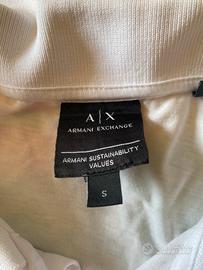 A|X
ARMANI EXCHANGE
ARMANI SUSTAINABILITY
VALUES
S